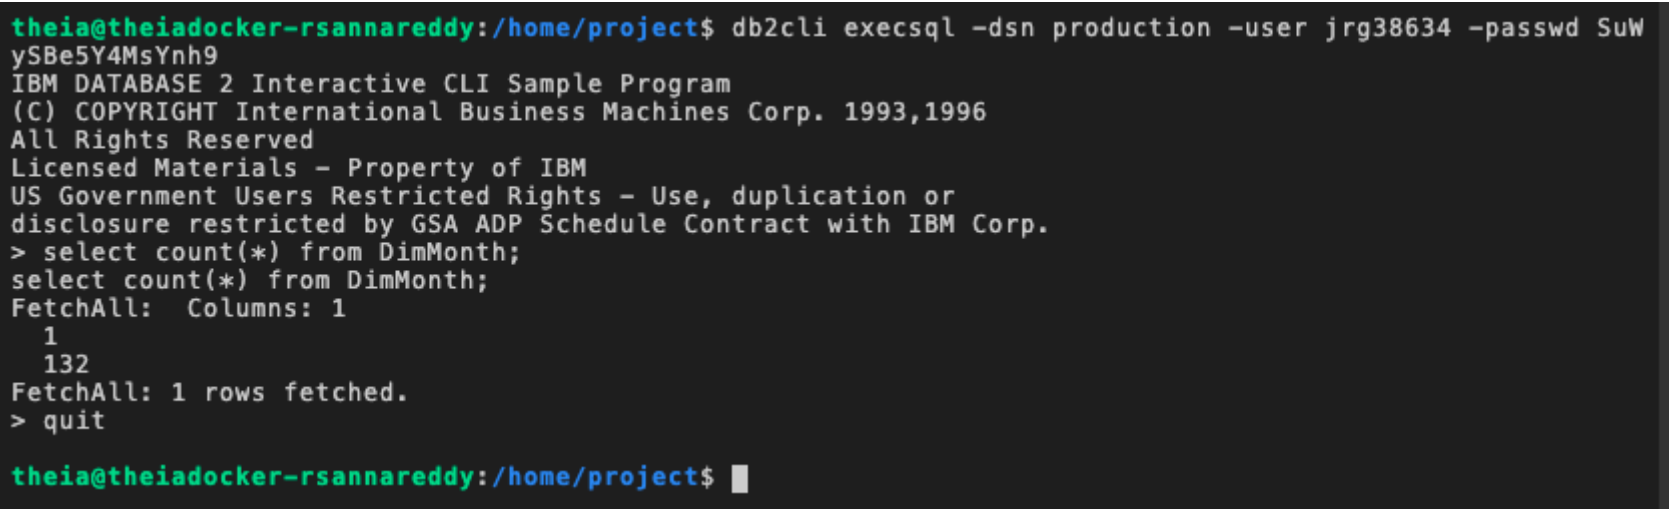 theia@theiadocker-rsannareddy:/home/project$ db2cli execsql -dsn production -user jrg38634 -passwd SuW
ySBe5Y4MsYnh9
IBM DATABASE 2 Interactive CLI Sample Program
(C) COPYRIGHT International Business Machines Corp. 1993,1996
All Rights Reserved
Licensed Materials - Property of IBM
US Government Users Restricted Rights - Use, duplication or
disclosure restricted by GSA ADP Schedule Contract with IBM Corp.
> select count(*) from DimMonth;
select count(*) from DimMonth;
FetchAll:  Columns: 1
  1
  132
FetchAll: 1 rows fetched.
> quit
theia@theiadocker-rsannareddy:/home/project$